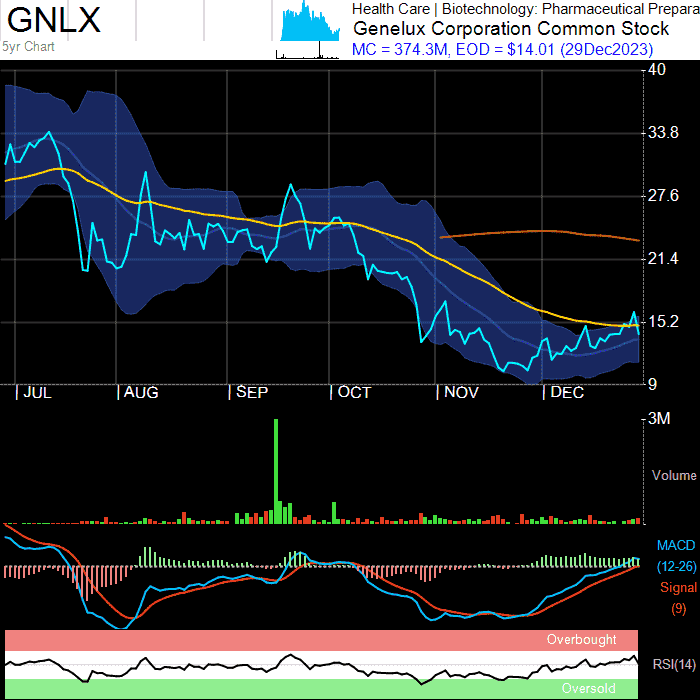 GNLX
5yr Chart
Health Care | Biotechnology: Pharmaceutical Prepara
Genelux Corporation Common Stock
MC = 374.3M, EOD = $14.01 (29Dec2023)
40
33.8
27.6
21.4
15.2
9
| JUL | AUG | SEP | OCT | NOV | DEC
3M
Volume
MACD
(12-26)
Signal
(9)
Overbought
RSI(14)
Oversold